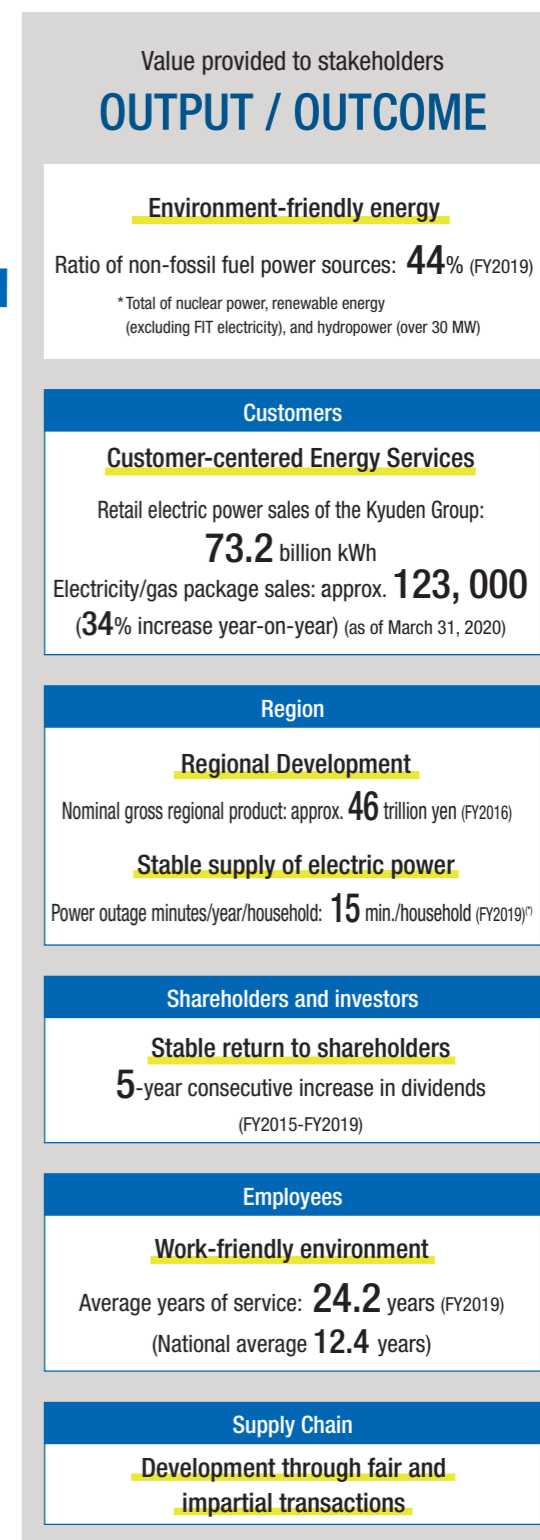 Value provided to stakeholders
OUTPUT / OUTCOME
Environment-friendly energy
Ratio of non-fossil fuel power sources: 44% (FY2019)
* Total of nuclear power, renewable energy
(excluding FIT electricity), and hydropower (over 30 MW)
Customers
Customer-centered Energy Services
Retail electric power sales of the Kyuden Group:
73.2 billion kWh
Electricity/gas package sales: approx. 123, 000
(34% increase year-on-year) (as of March 31, 2020)
Region
Regional Development
Nominal gross regional product: approx. 46 trillion yen (FY2016)
Stable supply of electric power
Power outage minutes/year/household: 15 min./household (FY2019)(*)
Shareholders and investors
Stable return to shareholders
5-year consecutive increase in dividends
(FY2015-FY2019)
Employees
Work-friendly environment
Average years of service: 24.2 years (FY2019)
(National average 12.4 years)
Supply Chain
Development through fair and
impartial transactions